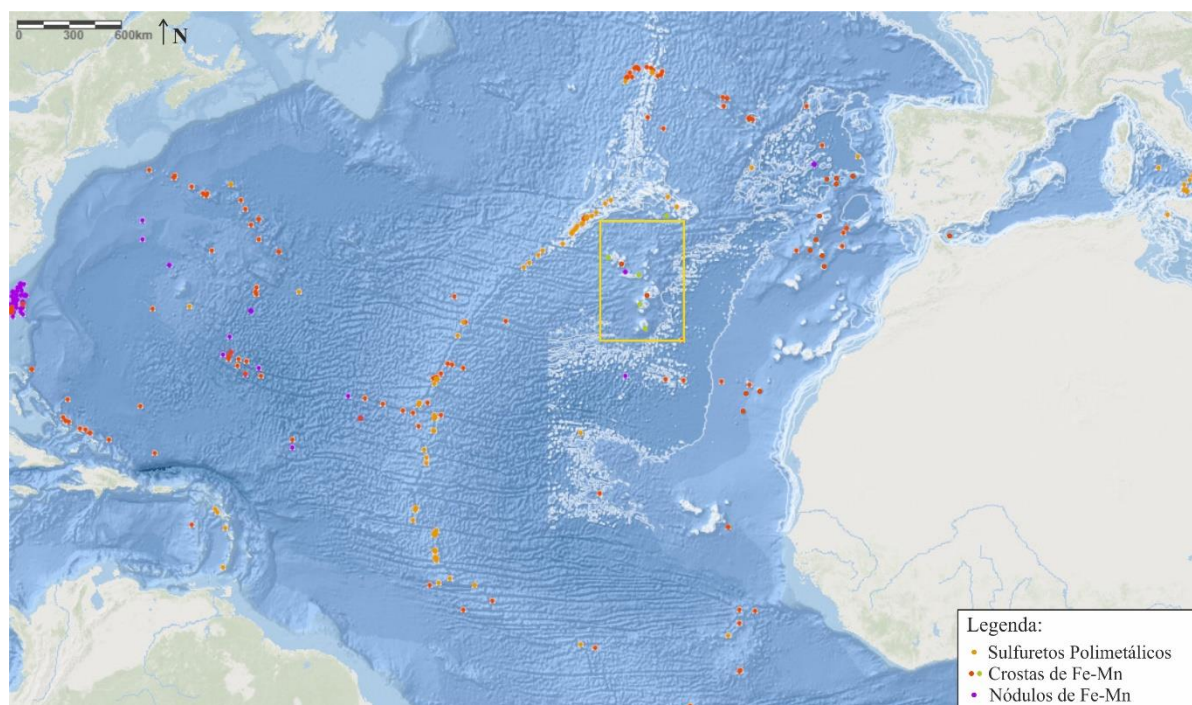 0 300 600km N
Legenda:
Sulfuretos Polimetálicos
Crostas de Fe-Mn
Nódulos de Fe-Mn